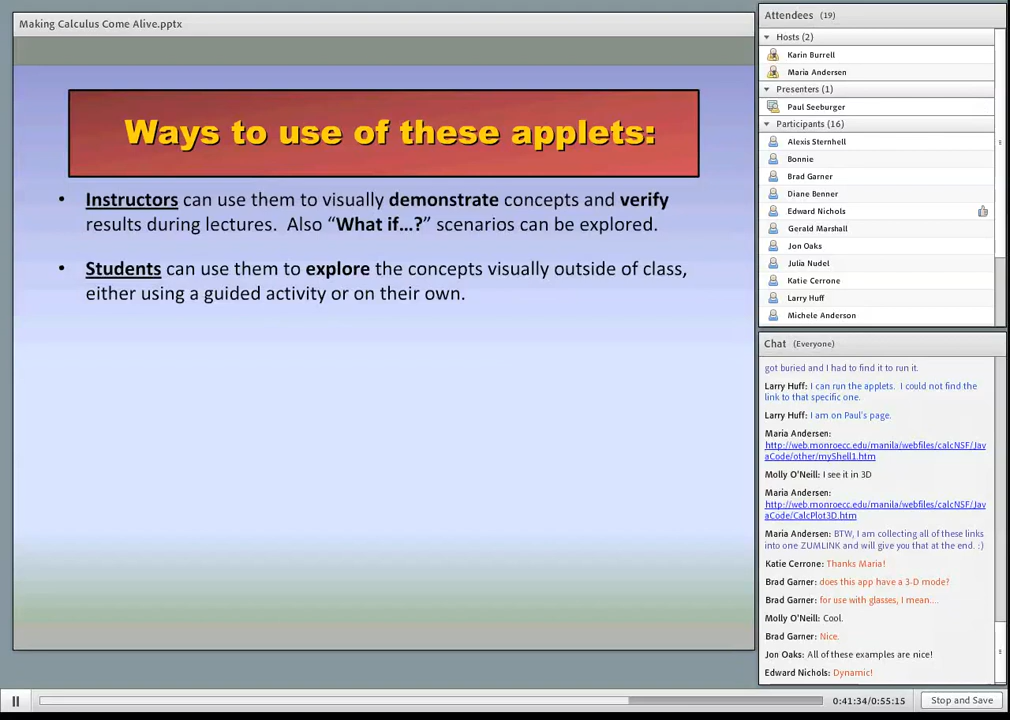 Making Calculus Come Alive.pptx
Ways to use of these applets:
• Instructors can use them to visually demonstrate concepts and verify
results during lectures. Also “What if...?” scenarios can be explored.
• Students can use them to explore the concepts visually outside of class,
either using a guided activity or on their own.
Attendees (19)
Hosts (2)
Karin Burrell
Maria Andersen
Presenters (1)
Paul Seeburger
Participants (16)
Alexis Sternhell
Bonnie
Brad Garner
Diane Benner
Edward Nichols
Gerald Marshall
Jon Oaks
Julia Nudel
Katie Cerrone
Larry Huff
Michele Anderson
Chat (Everyone)
got buried and I had to find it to run it.
Larry Huff: I can run the applets. I could not find the
link to that specific one.
Larry Huff: I am on Paul's page.
Maria Andersen:
http://web.monroecc.edu/manila/webfiles/calcNSF/Jav
aCode/other/myShell1.htm
Molly O'Neill: I see it in 3D
Maria Andersen:
http://web.monroecc.edu/manila/webfiles/calcNSF/Jav
aCode/CalcPlot3D.htm
Maria Andersen: BTW, I am collecting all of these links
into one ZUMLINK and will give you that at the end. :)
Katie Cerrone: Thanks Maria!
Brad Garner: does this app have a 3-D mode?
Brad Garner: for use with glasses, I mean....
Molly O'Neill: Cool.
Brad Garner: Nice.
Jon Oaks: All of these examples are nice!
Edward Nichols: Dynamic!
0:41:34/0:55:15
Stop and Save